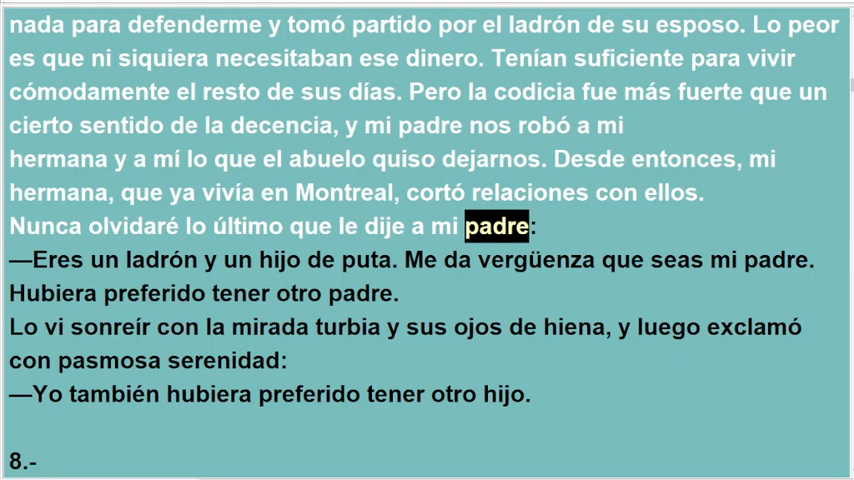 nada para defenderme y tomó partido por el ladrón de su esposo. Lo peor
es que ni siquiera necesitaban ese dinero. Tenían suficiente para vivir
cómodamente el resto de sus días. Pero la codicia fue más fuerte que un
cierto sentido de la decencia, y mi padre nos robó a mi
hermana y a mí lo que el abuelo quiso dejarnos. Desde entonces, mi
hermana, que ya vivía en Montreal, cortó relaciones con ellos.
Nunca olvidaré lo último que le dije a mi padre:
—Eres un ladrón y un hijo de puta. Me da vergüenza que seas mi padre.
Hubiera preferido tener otro padre.
Lo vi sonreír con la mirada turbia y sus ojos de hiena, y luego exclamó
con pasmosa serenidad:
—Yo también hubiera preferido tener otro hijo.
8.-